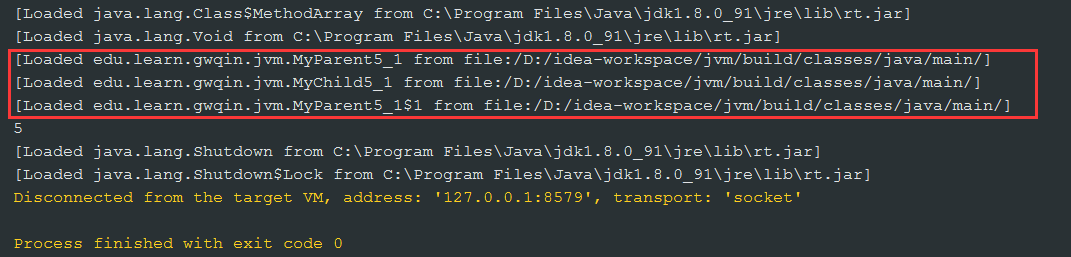 [Loaded java.lang.Class$MethodArray from C:\Program Files\Java\jdk1.8.0_91\jre\lib\rt.jar]
[Loaded java.lang.Void from C:\Program Files\Java\jdk1.8.0_91\jre\lib\rt.jar]
[Loaded edu.learn.gwqin.jvm.MyParent5_1 from file:/D:/idea-workspace/jvm/build/classes/java/main/]
[Loaded edu.learn.gwqin.jvm.MyChild5_1 from file:/D:/idea-workspace/jvm/build/classes/java/main/]
[Loaded edu.learn.gwqin.jvm.MyParent5_1$1 from file:/D:/idea-workspace/jvm/build/classes/java/main/]
5
[Loaded java.lang.Shutdown from C:\Program Files\Java\jdk1.8.0_91\jre\lib\rt.jar]
[Loaded java.lang.Shutdown$Lock from C:\Program Files\Java\jdk1.8.0_91\jre\lib\rt.jar]
Disconnected from the target VM, address: '127.0.0.1:8579', transport: 'socket'
Process finished with exit code 0